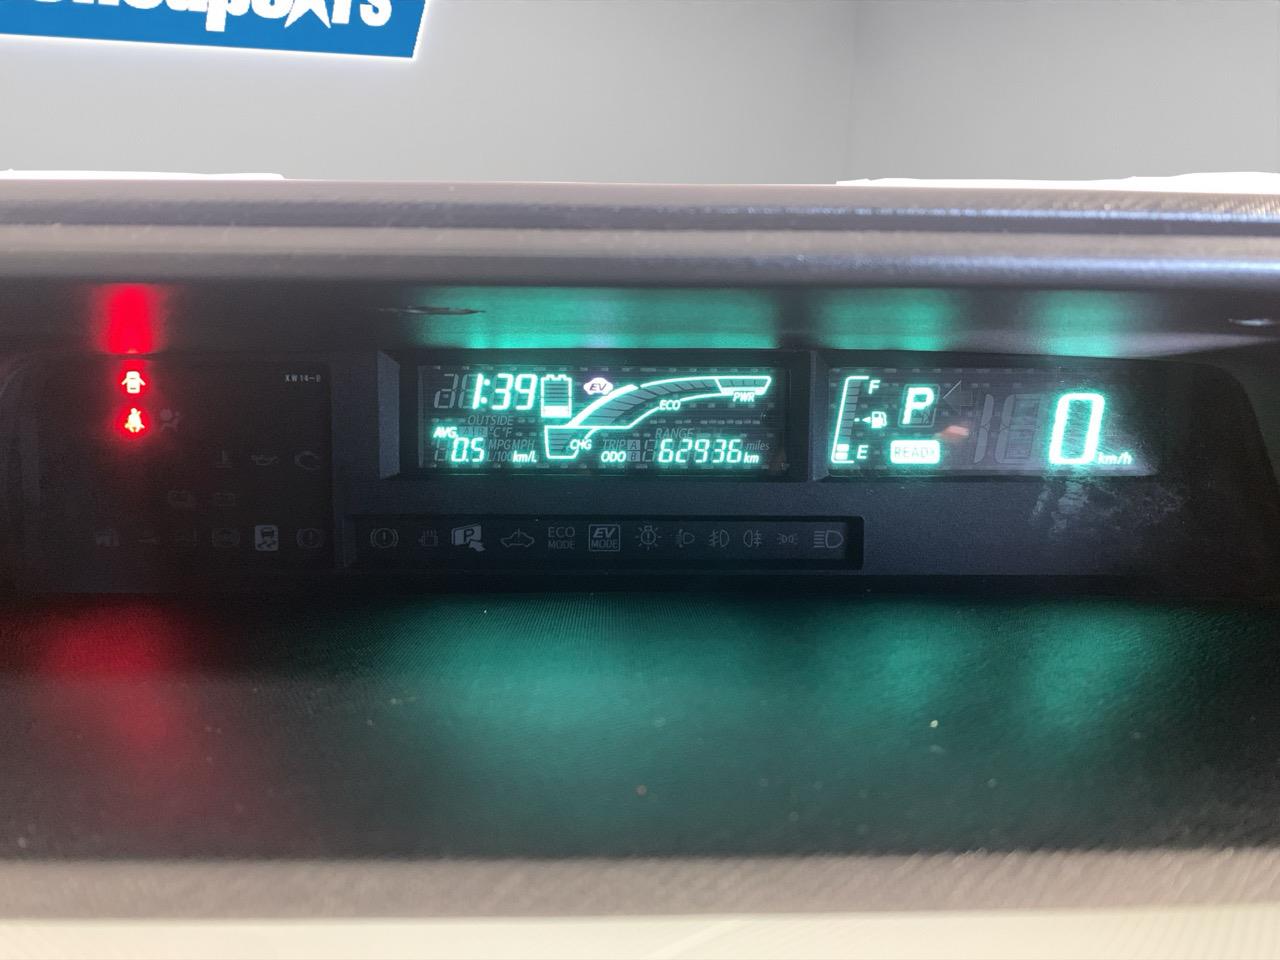 CheapCARS
XW14-B
1:39
EV
ECO
PWR
CHG
OUTSIDE
AVG
A B °C °F
MPG MPH
0.5
L/100
km/L
RANGE
TRIP A B
ODO
62936
miles
km
F
E
P
READY
0
km/h
P
ECO
MODE
EV
MODE